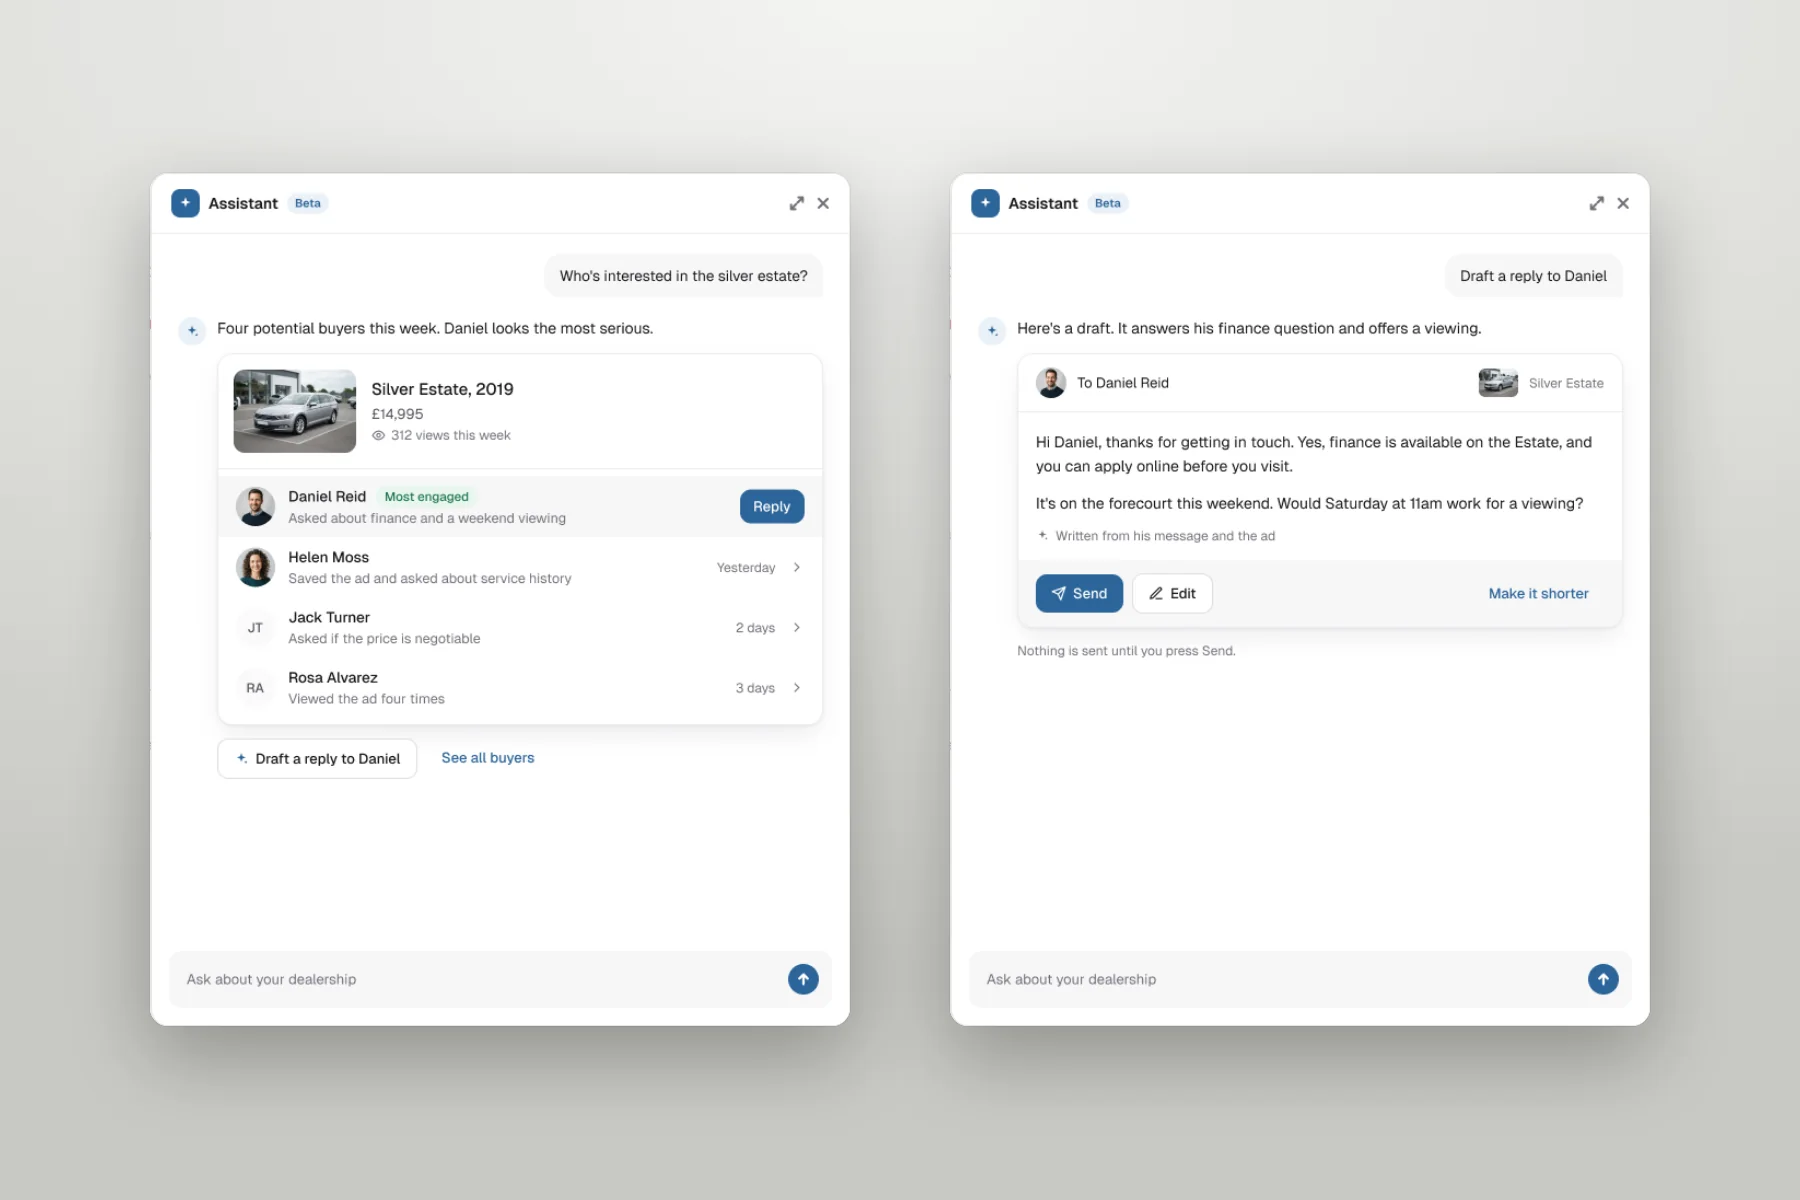 Assistant Beta
Who's interested in the silver estate?
Four potential buyers this week. Daniel looks the most serious.
Silver Estate, 2019
£14,995
312 views this week
Daniel Reid Most engaged
Asked about finance and a weekend viewing
Reply
Helen Moss
Saved the ad and asked about service history
Yesterday
JT
Jack Turner
Asked if the price is negotiable
2 days
RA
Rosa Alvarez
Viewed the ad four times
3 days
Draft a reply to Daniel
See all buyers
Ask about your dealership
Assistant Beta
Draft a reply to Daniel
Here's a draft. It answers his finance question and offers a viewing.
To Daniel Reid
Silver Estate
Hi Daniel, thanks for getting in touch. Yes, finance is available on the Estate, and
you can apply online before you visit.
It's on the forecourt this weekend. Would Saturday at 11am work for a viewing?
Written from his message and the ad
Send
Edit
Make it shorter
Nothing is sent until you press Send.
Ask about your dealership